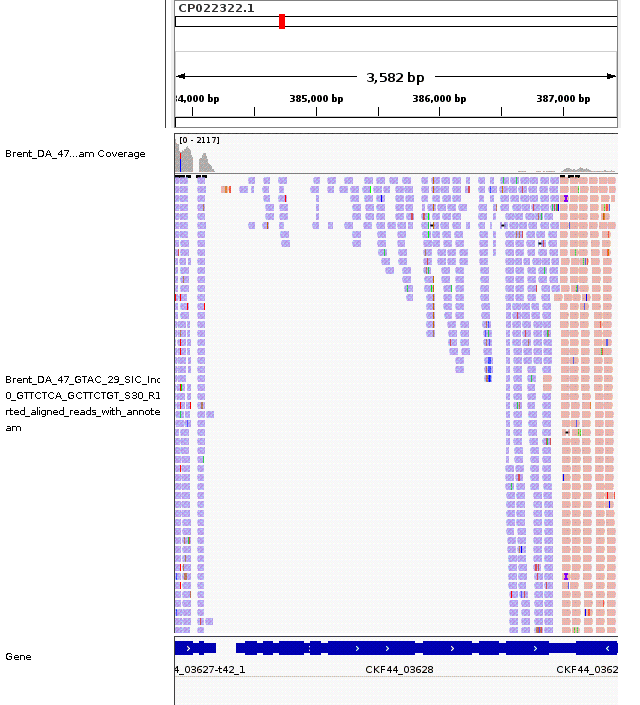 CP022322.1
3,582 bp
84,000 bp 385,000 bp 386,000 bp 387,000 bp
[0 - 2117]
Brent_DA_47...am Coverage
Brent_DA_47_GTAC_29_SIC_Inc
0_GTTCTCA_GCTTCTGT_S30_R1
rted_aligned_reads_with_annote
am
Gene
4_03627-t42_1 CKF44_03628 CKF44_0362